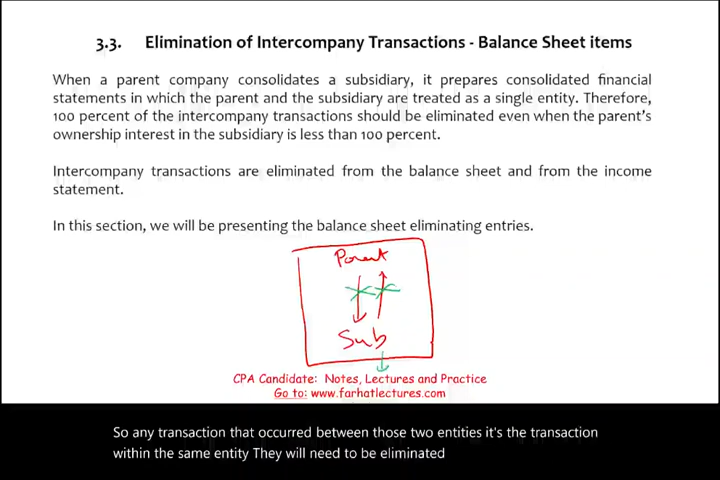 3.3. Elimination of Intercompany Transactions - Balance Sheet items
When a parent company consolidates a subsidiary, it prepares consolidated financial
statements in which the parent and the subsidiary are treated as a single entity. Therefore,
100 percent of the intercompany transactions should be eliminated even when the parent's
ownership interest in the subsidiary is less than 100 percent.
Intercompany transactions are eliminated from the balance sheet and from the income
statement.
In this section, we will be presenting the balance sheet eliminating entries.
Parent
Sub
CPA Candidate: Notes, Lectures and Practice
Go to: www.farhatlectures.com
So any transaction that occurred between those two entities it's the transaction
within the same entity They will need to be eliminated